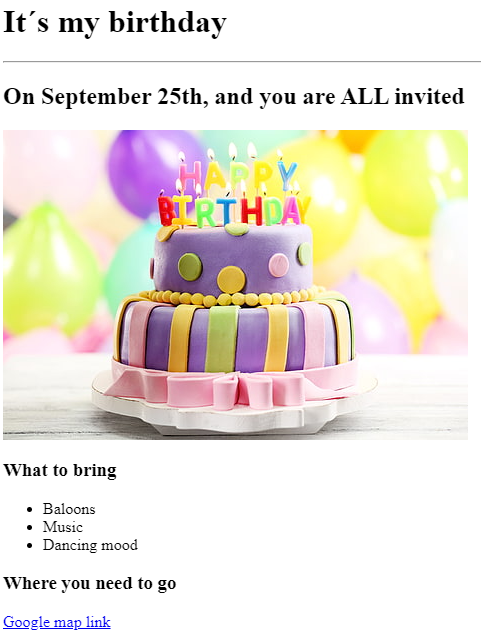 It´s my birthday
On September 25th, and you are ALL invited
HAPPY
BIRTHDAY
What to bring
Baloons
Music
Dancing mood
Where you need to go
Google map link